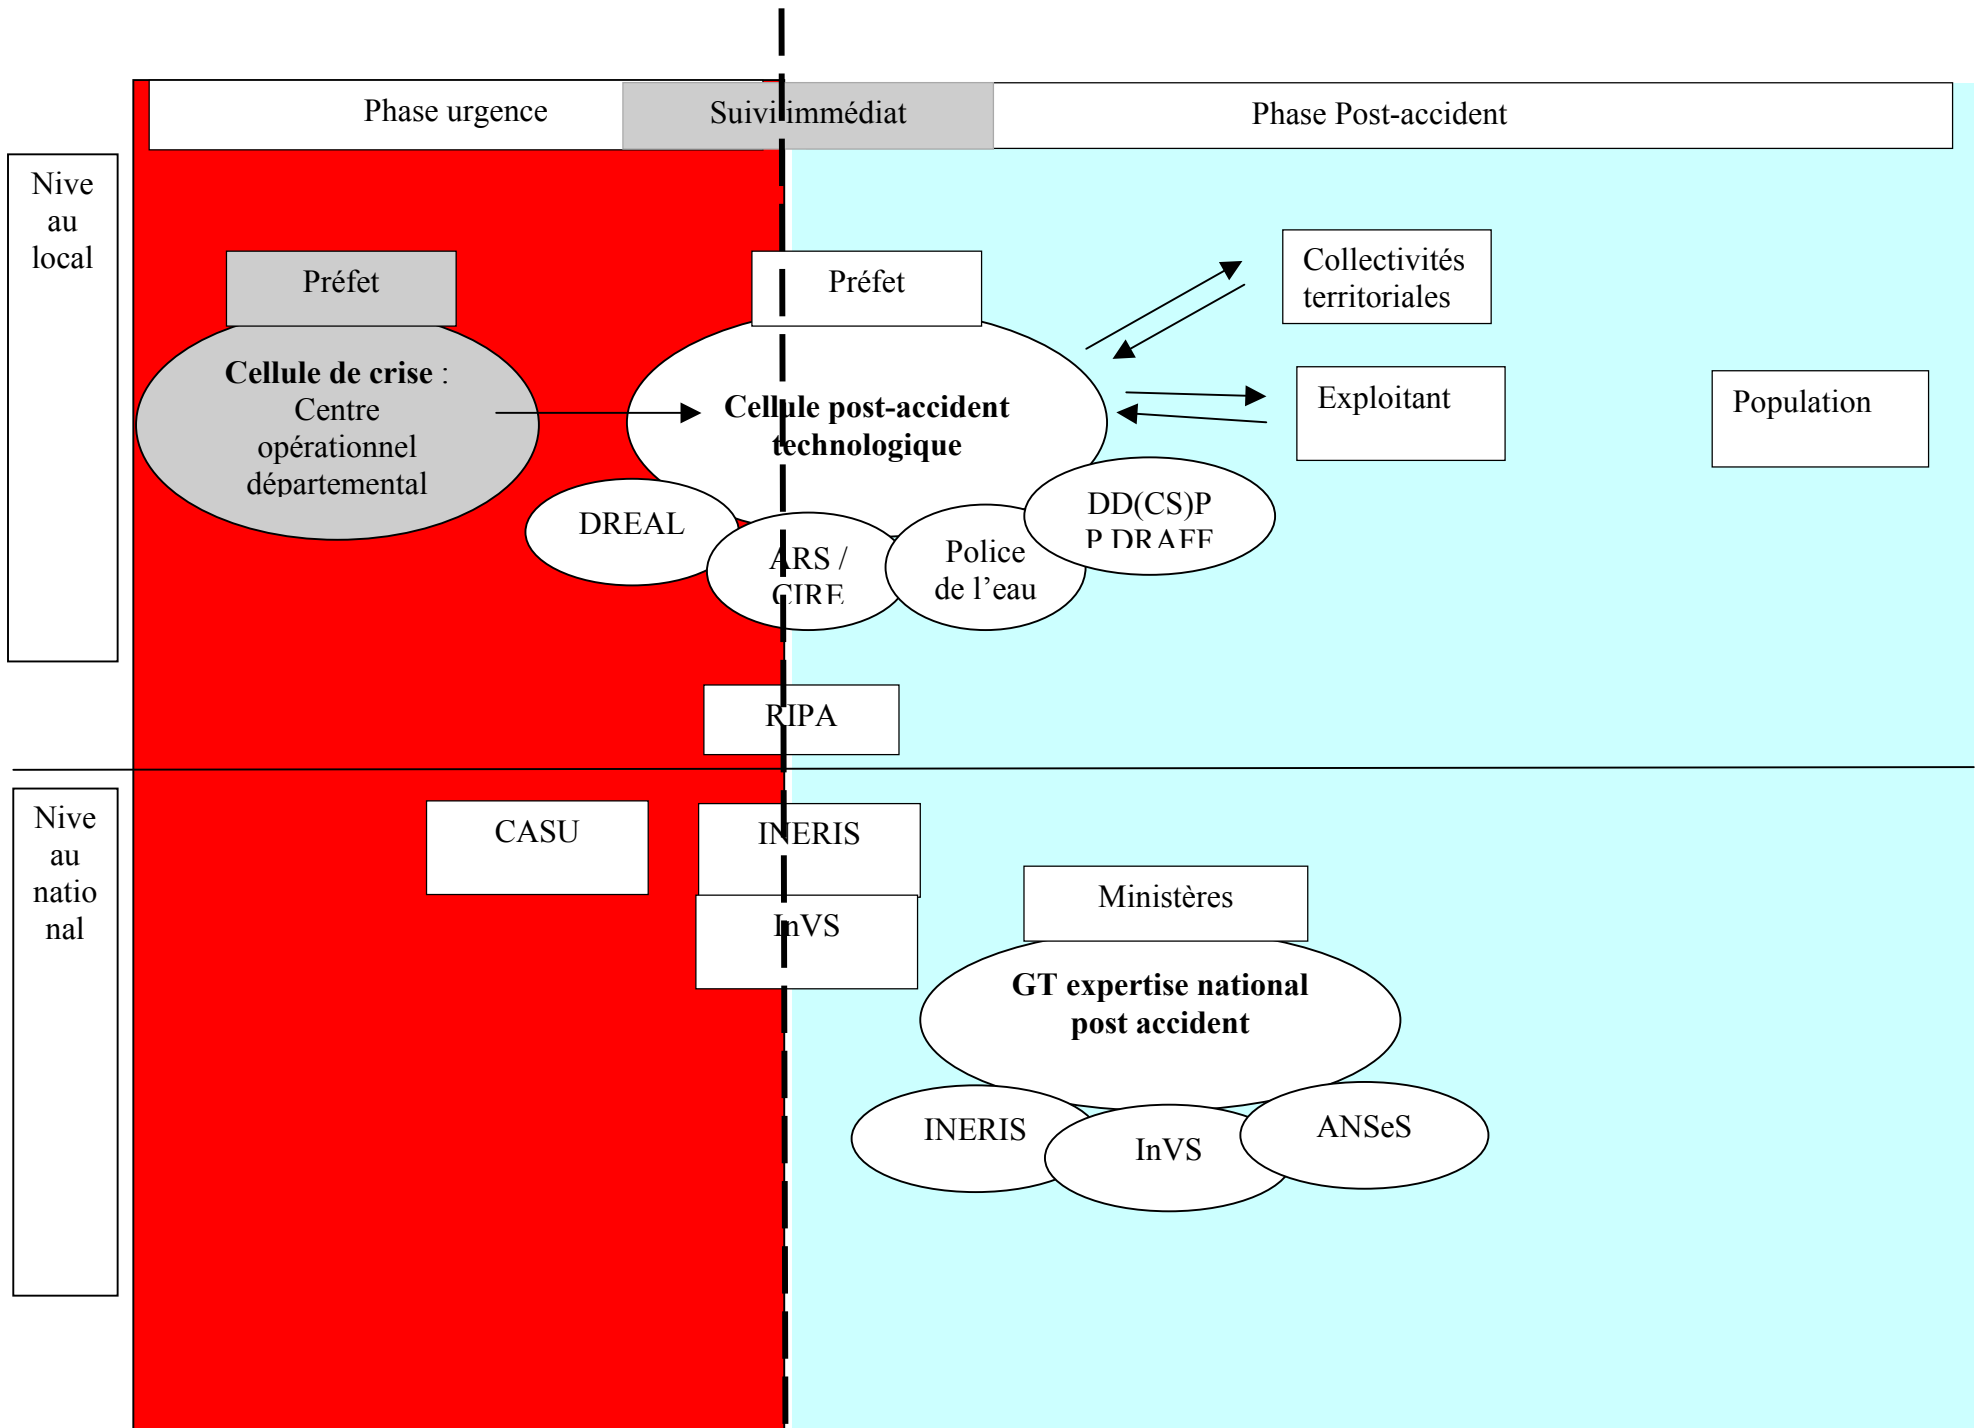 Phase urgence
Suivi immédiat
Phase Post-accident
Nive
au
local
Préfet
Cellule de crise :
Centre
opérationnel
départemental
Préfet
Cellule post-accident
technologique
DREAL
ARS /
CIRE
Police
de l’eau
DD(CS)P
P DRAFF
Collectivités
territoriales
Exploitant
Population
RIPA
Nive
au
natio
nal
CASU
INERIS
InVS
Ministères
GT expertise national
post accident
INERIS
InVS
ANSeS